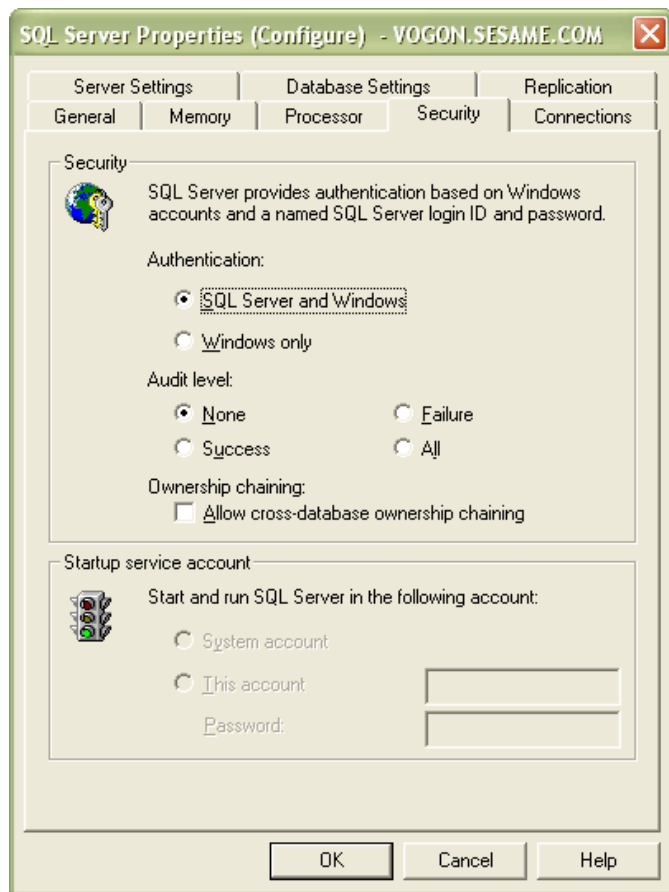 SQL Server Properties (Configure) - VOGON.SESAME.COM
Server Settings
Database Settings
Replication
General
Memory
Processor
Security
Connections
Security
SQL Server provides authentication based on Windows
accounts and a named SQL Server login ID and password.
Authentication:
SQL Server and Windows
Windows only
Audit level:
None
Failure
Success
All
Ownership chaining:
Allow cross-database ownership chaining
Startup service account
Start and run SQL Server in the following account:
System account
This account
Password:
OK
Cancel
Help